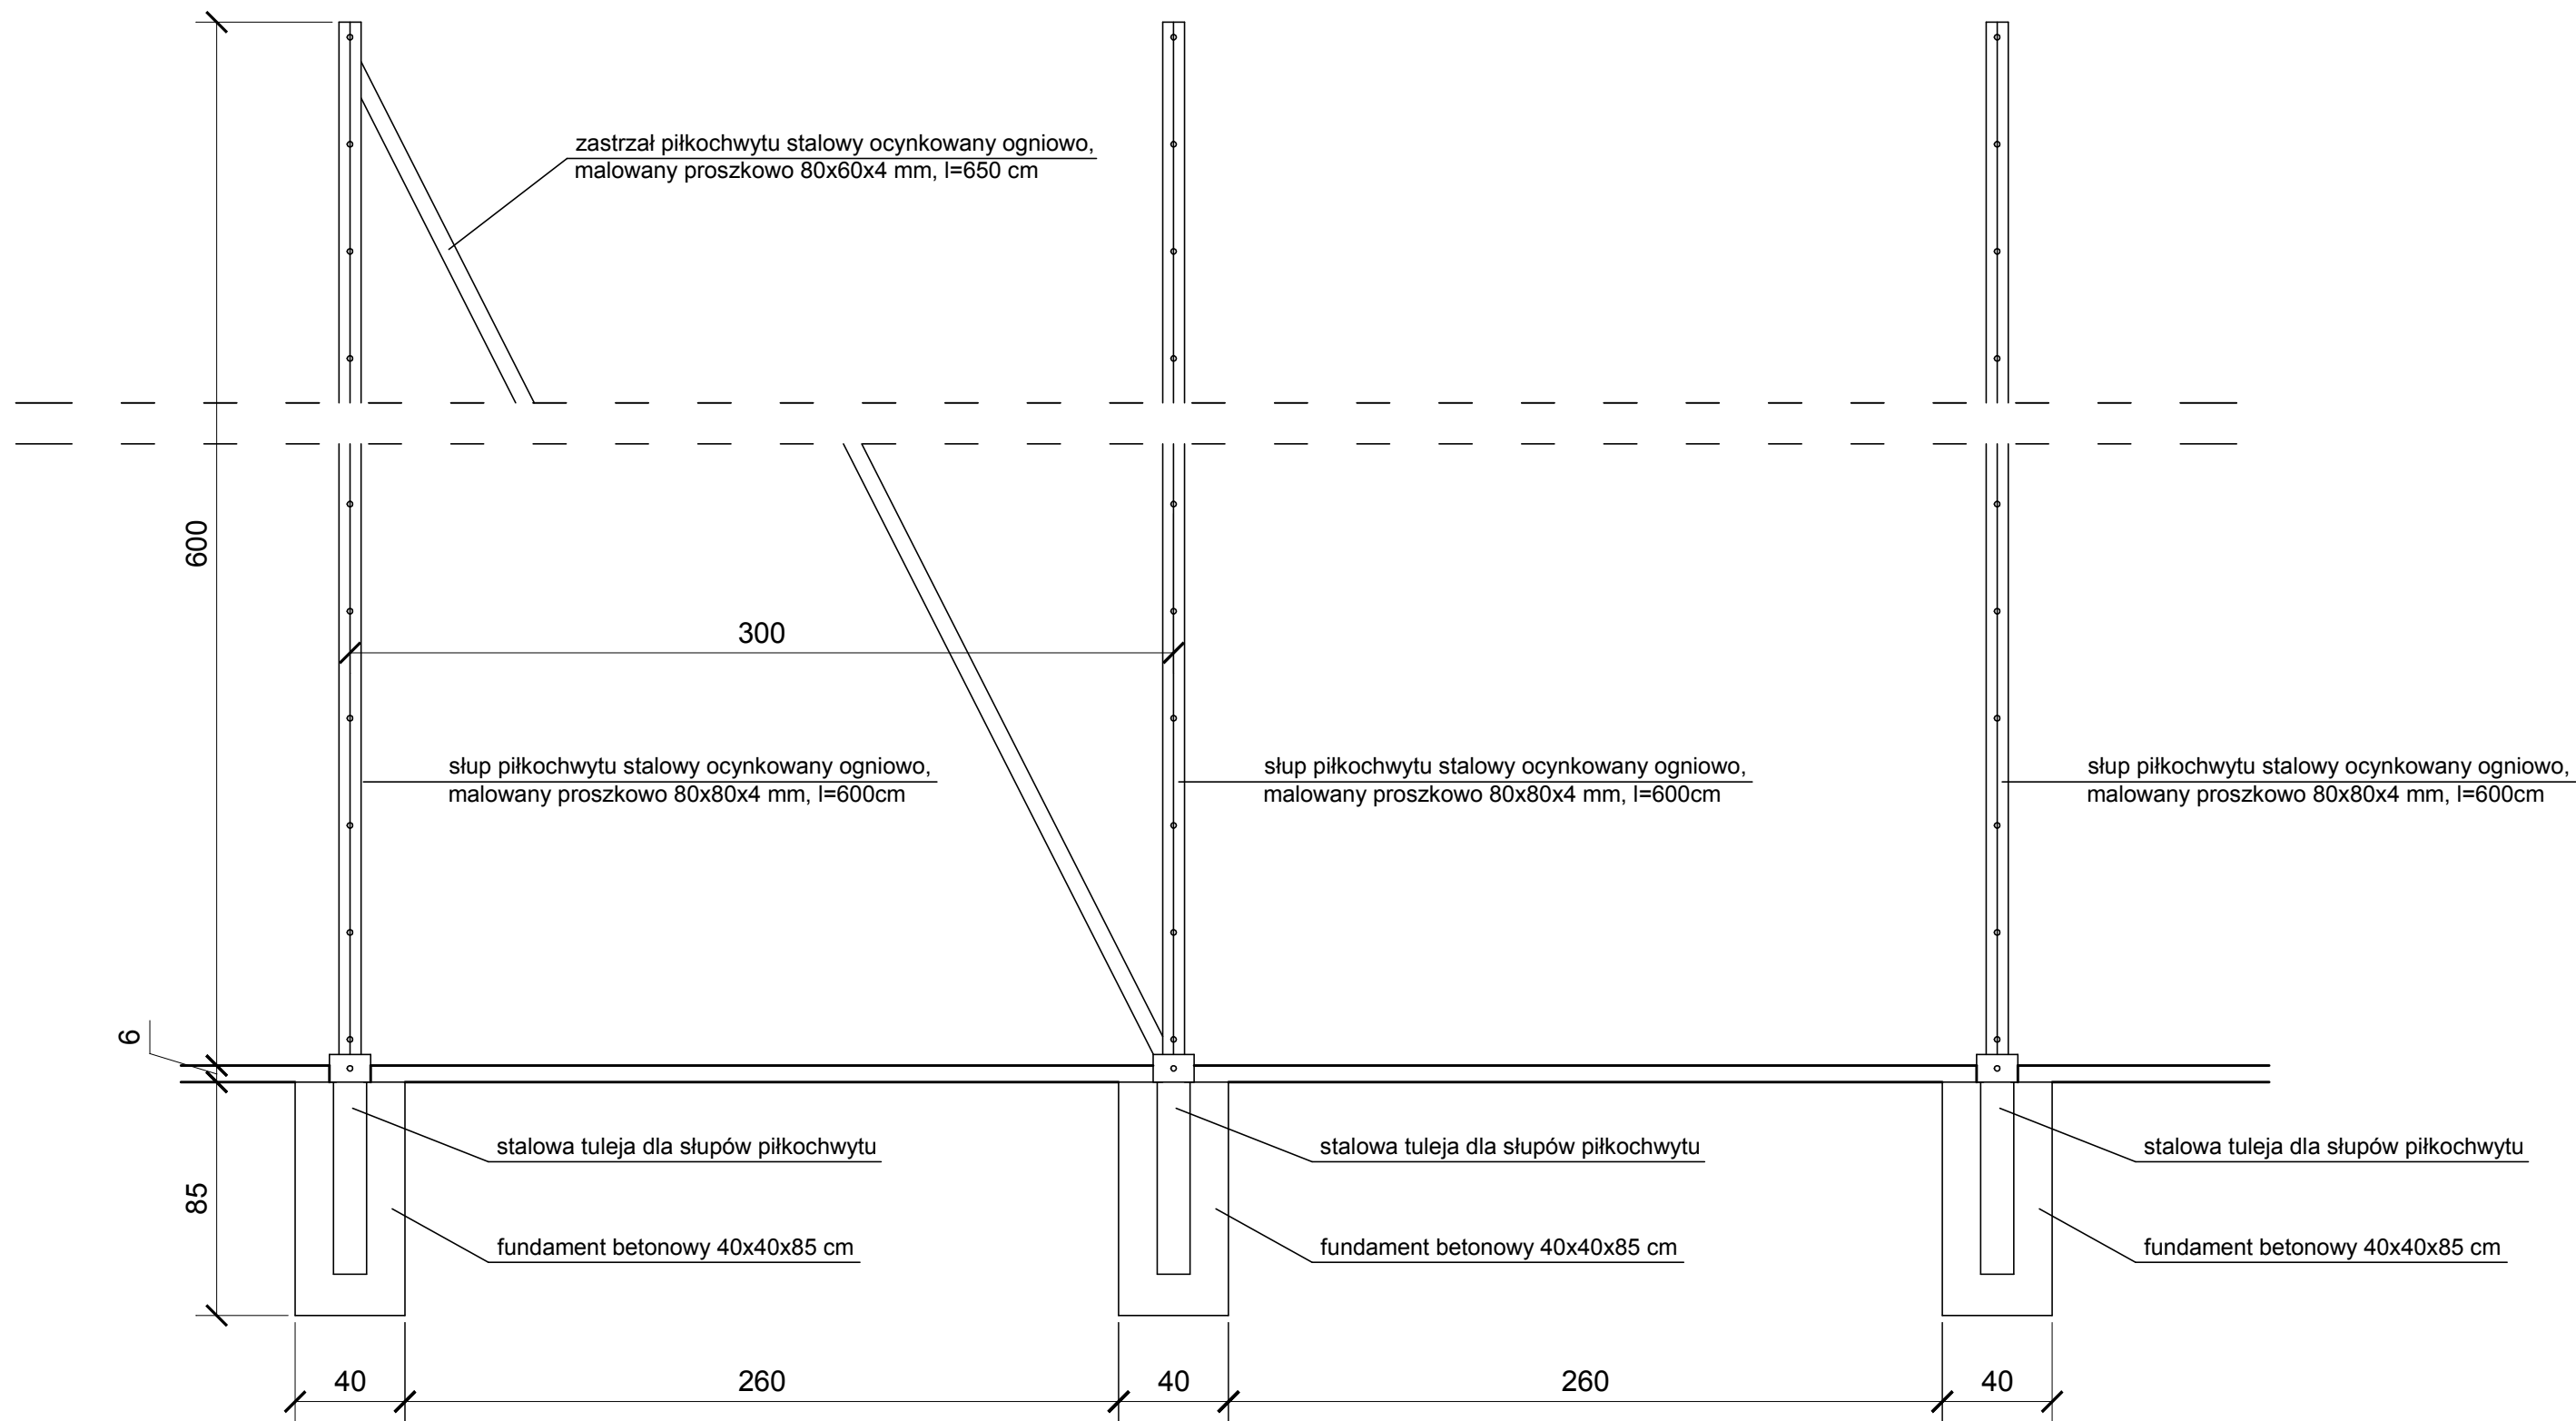 zastrzał piłkochwytu stalowy ocynkowany ogniowo,
malowany proszkowo 80x60x4 mm, l=650 cm
600
300
słup piłkochwytu stalowy ocynkowany ogniowo,
malowany proszkowo 80x80x4 mm, l=600cm
słup piłkochwytu stalowy ocynkowany ogniowo,
malowany proszkowo 80x80x4 mm, l=600cm
słup piłkochwytu stalowy ocynkowany ogniowo,
malowany proszkowo 80x80x4 mm, l=600cm
6
stalowa tuleja dla słupów piłkochwytu
stalowa tuleja dla słupów piłkochwytu
stalowa tuleja dla słupów piłkochwytu
85
fundament betonowy 40x40x85 cm
fundament betonowy 40x40x85 cm
fundament betonowy 40x40x85 cm
40
260
40
260
40